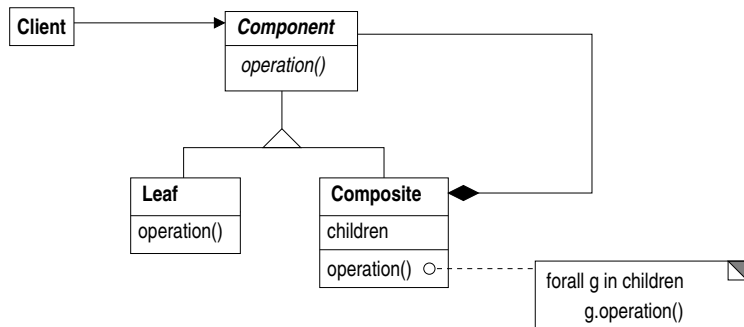 Client
Component
operation()
Leaf
operation()
Composite
children
operation()
forall g in children
g.operation()